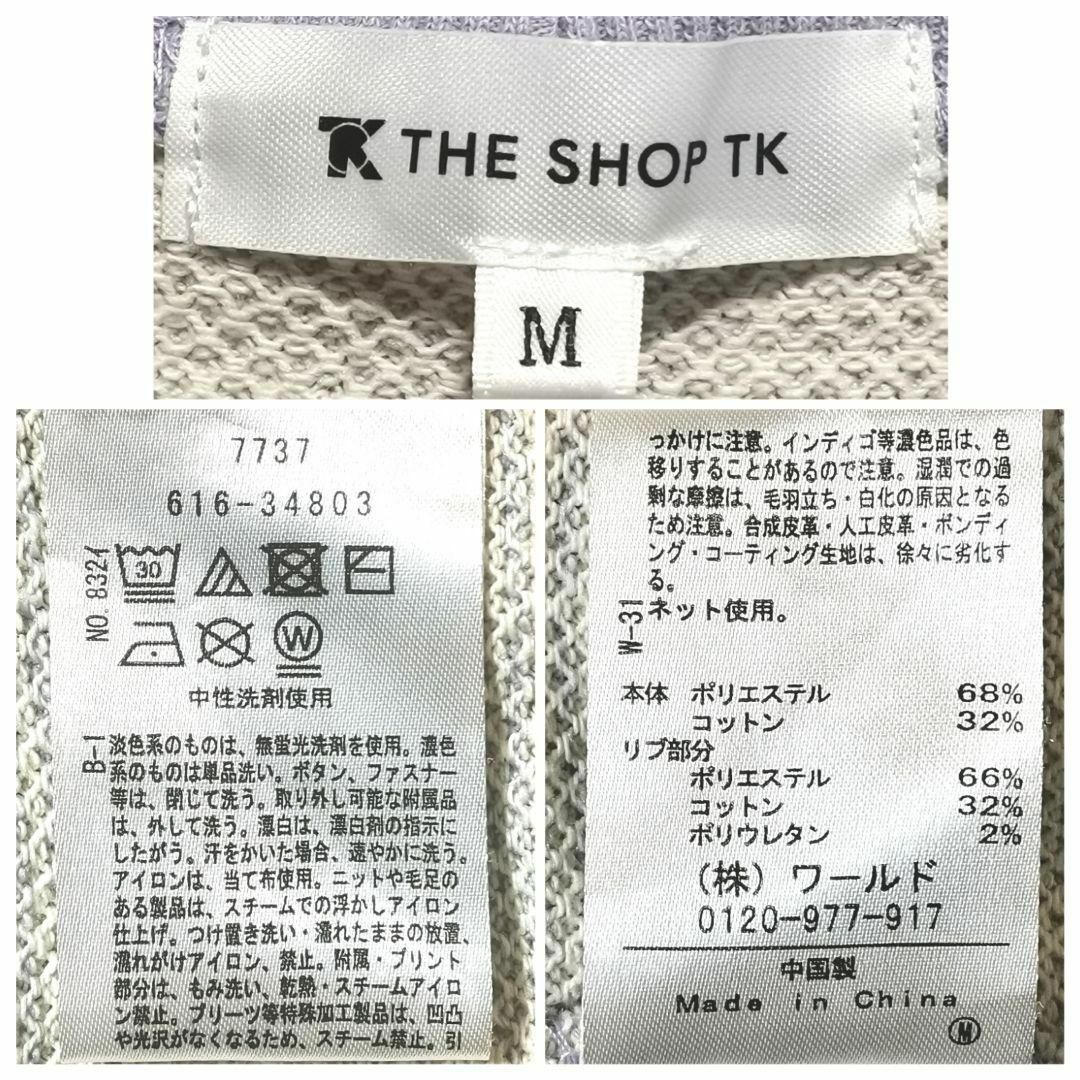 TK THE SHOP TK
M
7737
616-34803
NO. 832イ
30
W
中性洗剤使用
B-1
淡色系のものは、無蛍光洗剤を使用。濃色
系のものは単品洗い。ボタン、ファスナー
等は、閉じて洗う。取り外し可能な附属品
は、外して洗う。漂白は、漂白剤の指示に
したがう。汗をかいた場合、速やかに洗う。
アイロンは、当て布使用。ニットや毛足の
ある製品は、スチームでの浮かしアイロン
仕上げ。つけ置き洗い・濡れたままの放置、
濡れがけアイロン、禁止。附属・プリント
部分は、もみ洗い、乾熱・スチームアイロ
ン禁止。プリーツ等特殊加工製品は、凹凸
や光沢がなくなるため、スチーム禁止。引
っかけに注意。インディゴ等濃色品は、色
移りすることがあるので注意。湿潤での過
剰な摩擦は、毛羽立ち・白化の原因となる
ため注意。合成皮革・人工皮革・ボンディ
ング・コーティング生地は、徐々に劣化す
る。
W-31
ネット使用。
本体 ポリエステル 68%
コットン 32%
リブ部分
ポリエステル 66%
コットン 32%
ポリウレタン 2%
(株) ワールド
0120-977-917
中国製
Made in China
M